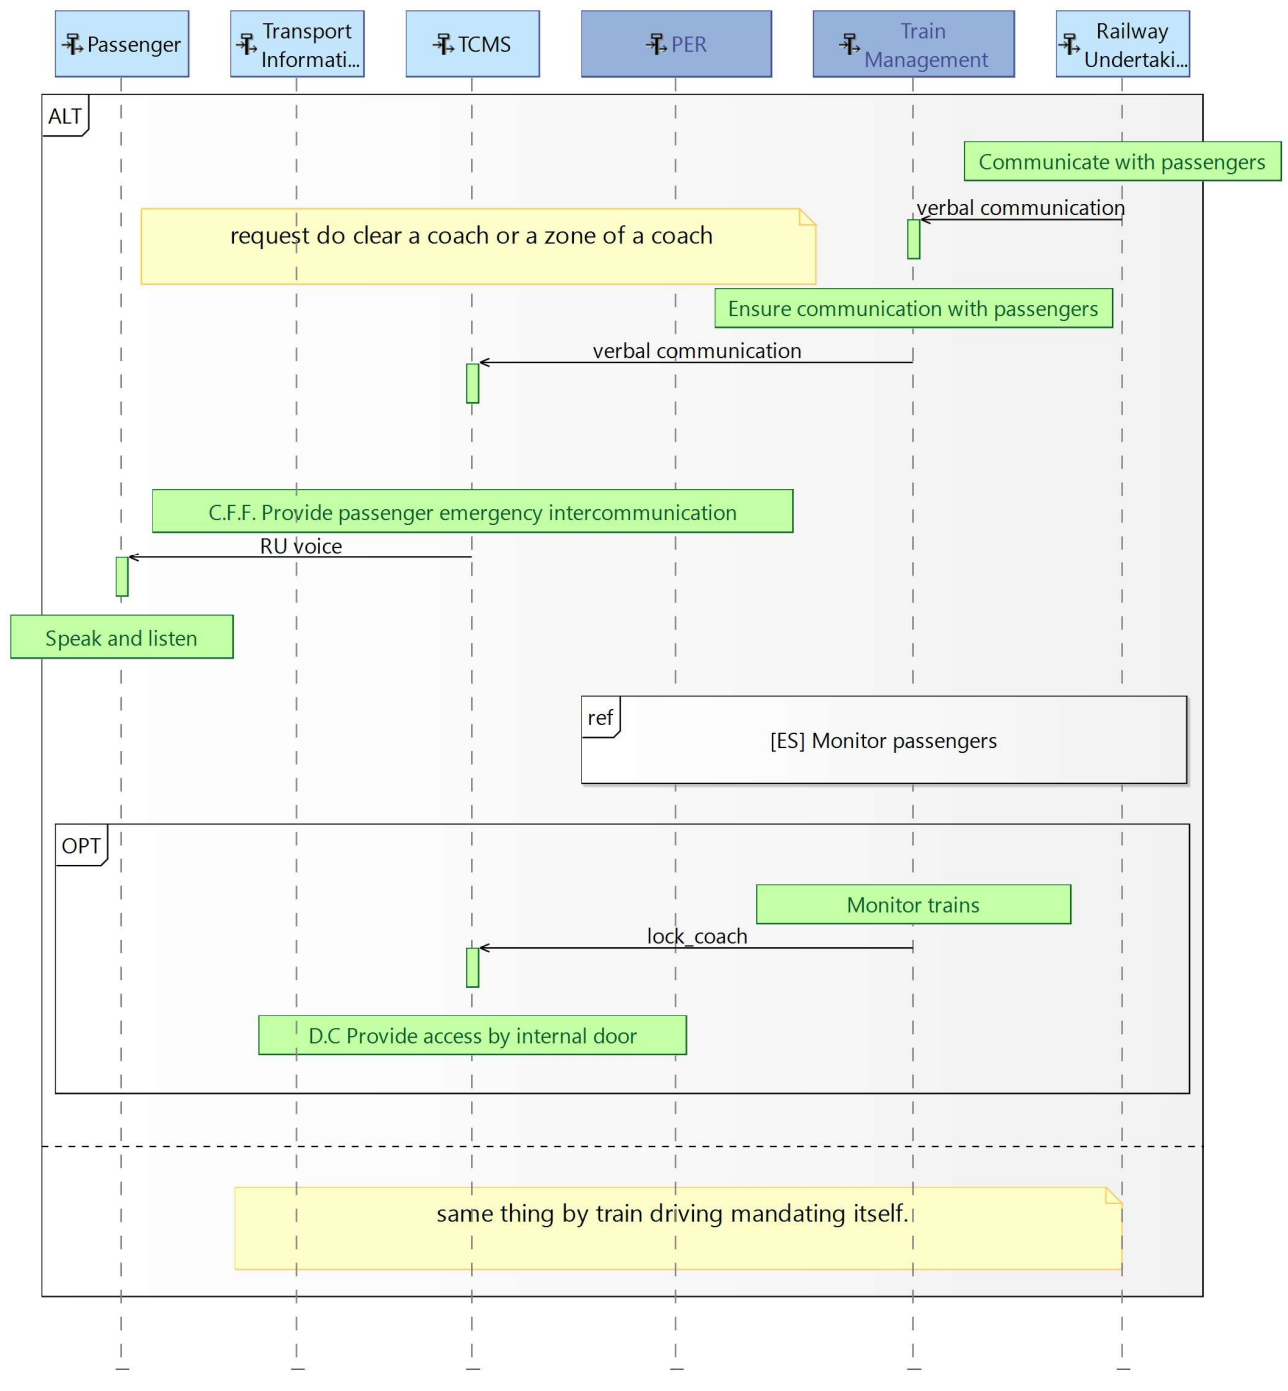 Passenger
Transport
Informati...
TCMS
PER
Train
Management
Railway
Undertaki...
ALT
Communicate with passengers
verbal communication
request do clear a coach or a zone of a coach
Ensure communication with passengers
verbal communication
C.F.F. Provide passenger emergency intercommunication
RU voice
Speak and listen
ref
[ES] Monitor passengers
OPT
Monitor trains
lock_coach
D.C Provide access by internal door
same thing by train driving mandating itself.